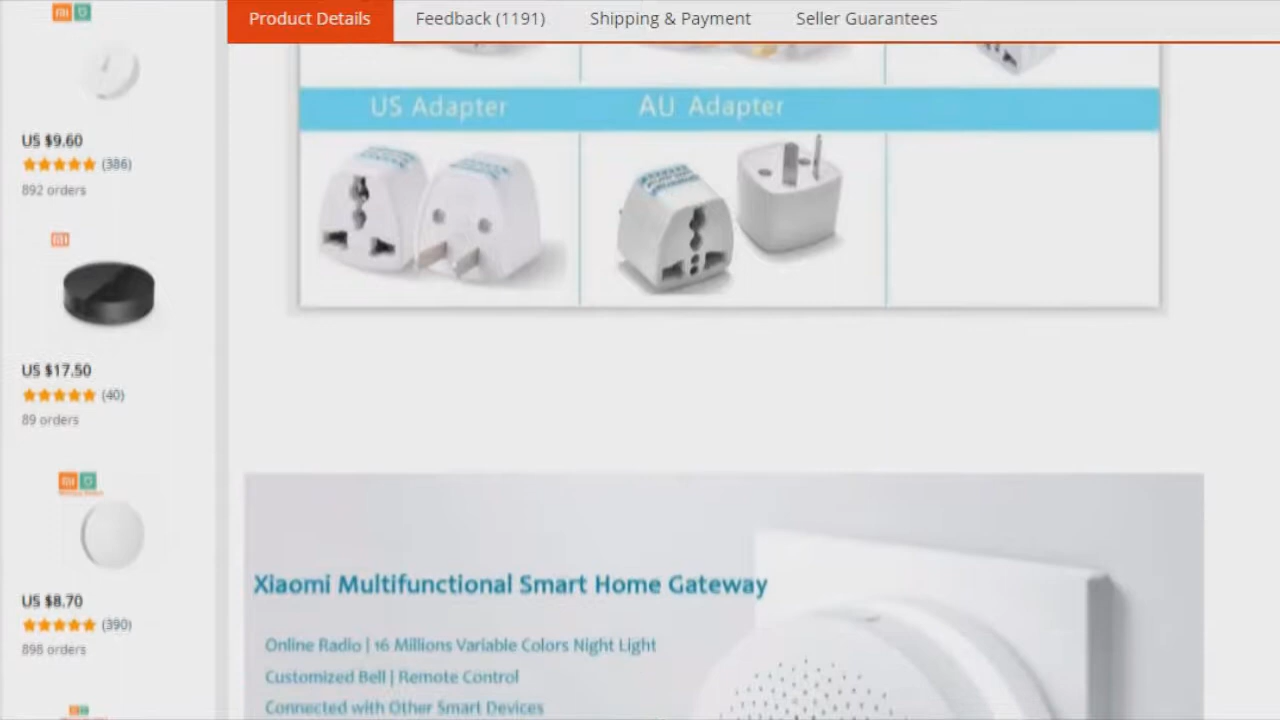 Product Details
Feedback (1191)
Shipping & Payment
Seller Guarantees
US $9.60
(386)
892 orders
US $17.50
(40)
89 orders
US $8.70
(390)
898 orders
US Adapter
AU Adapter
Xiaomi Multifunctional Smart Home Gateway
Online Radio | 16 Millions Variable Colors Night Light
Customized Bell | Remote Control
Connected with Other Smart Devices